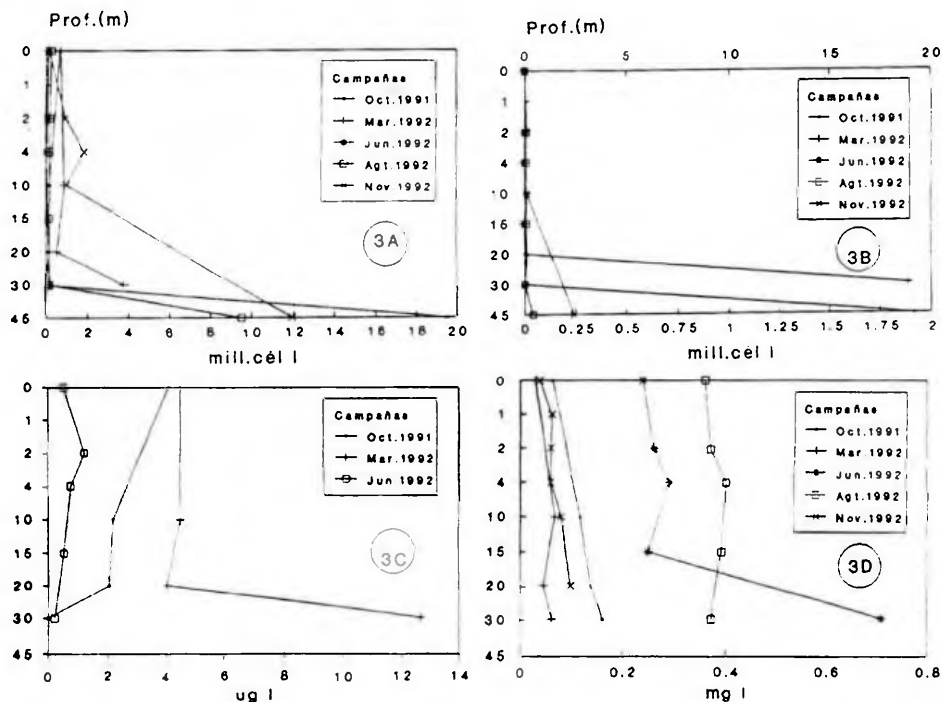 Prof.(m)
0
1
2
4
10
15
20
30
45
Campañas
Oct.1991
Mar.1992
Jun.1992
Agt.1992
Nov.1992
3A
0 2 4 6 8 10 12 14 16 18 20
mill.cél l
Prof.(m)
0 5 10 15 20
0
1
2
4
10
15
20
30
45
Campañas
Oct.1991
Mar.1992
Jun.1992
Agt.1992
Nov.1992
3B
0 0.25 0.5 0.75 1 1.25 1.5 1.75 2
mill.cél l
0
1
2
4
10
15
20
30
45
Campañas
Oct.1991
Mar.1992
Jun 1992
3C
0 2 4 6 8 10 12 14
ug l
0
1
2
4
10
15
20
30
45
Campañas
Oct.1991
Mar.1992
Jun.1992
Agt.1992
Nov.1992
3D
0 0.2 0.4 0.6 0.8
mg l